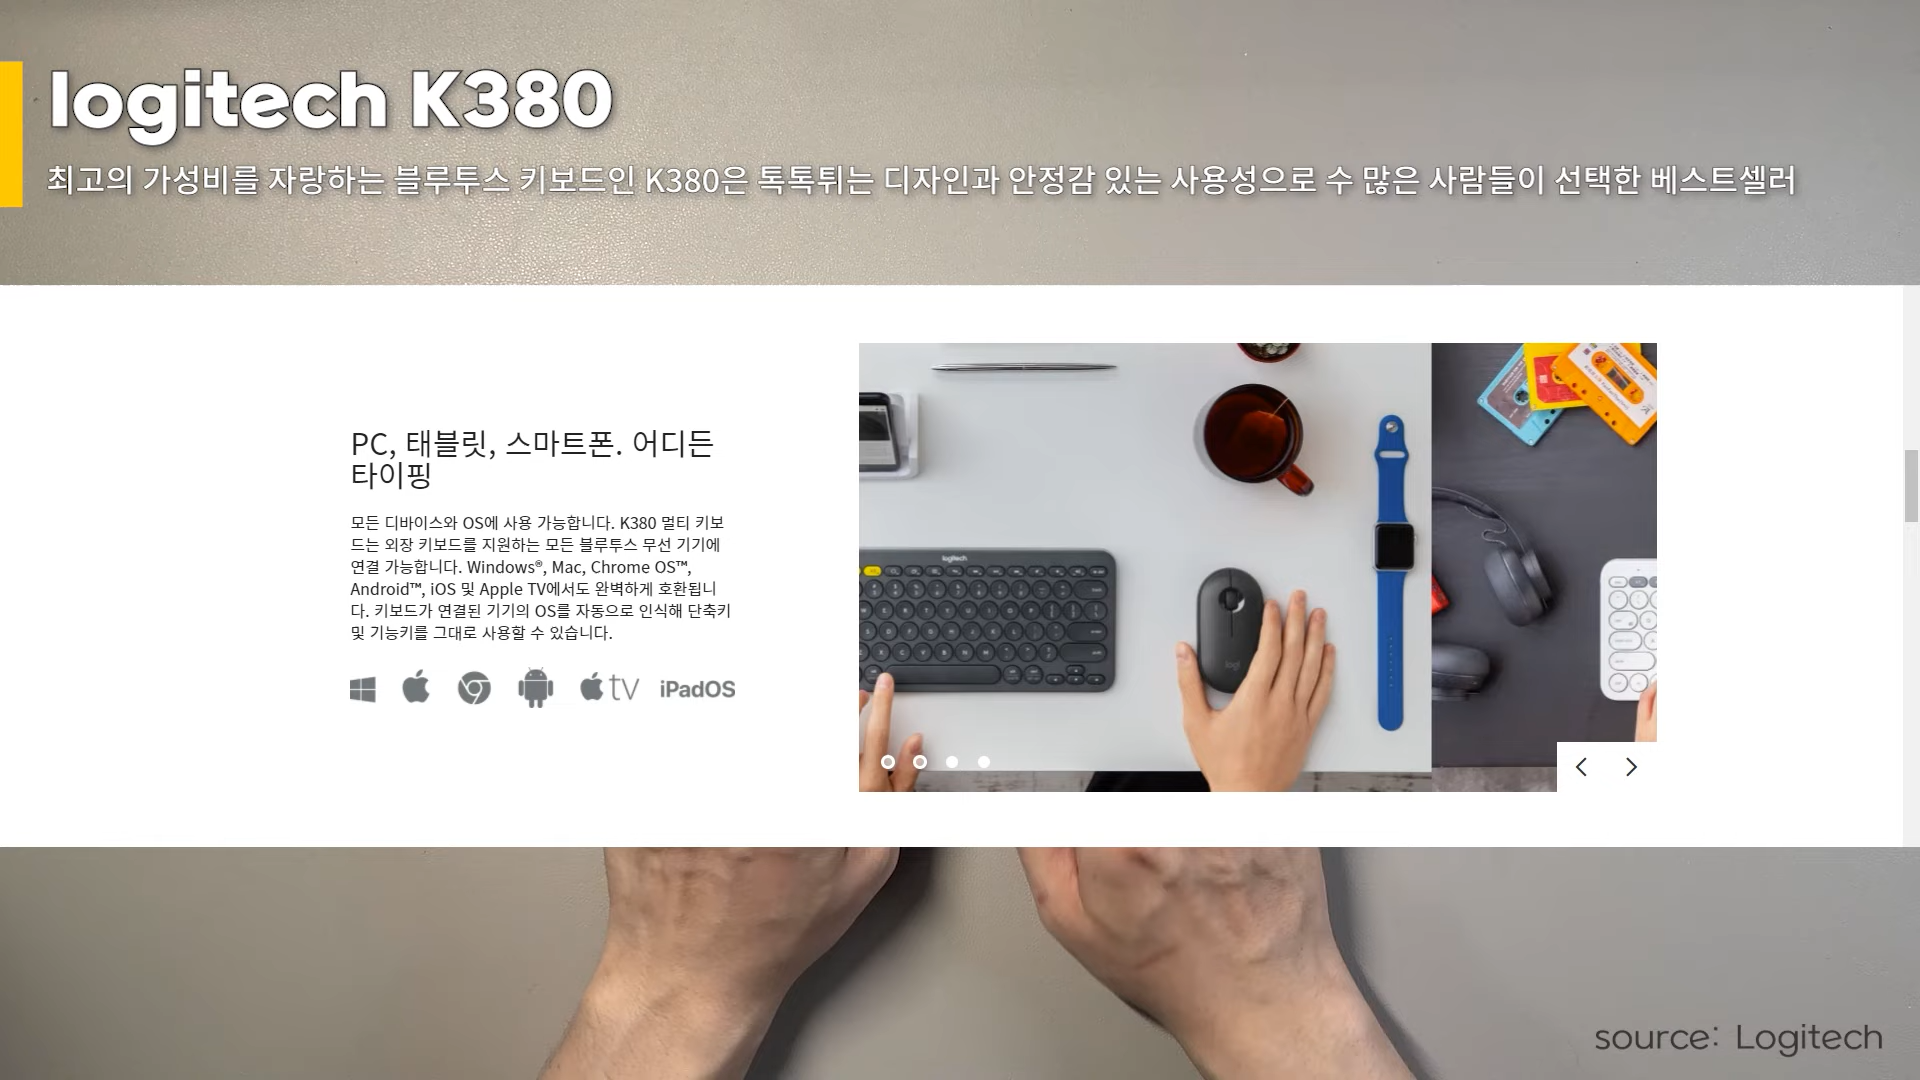 logitech K380
최고의 가성비를 자랑하는 블루투스 키보드인 K380은 톡톡튀는 디자인과 안정감 있는 사용성으로 수 많은 사람들이 선택한 베스트셀러
PC, 태블릿, 스마트폰. 어디든
타이핑
모든 디바이스와 OS에 사용 가능합니다. K380 멀티 키보
드는 외장 키보드를 지원하는 모든 블루투스 무선 기기에
연결 가능합니다. Windows®, Mac, Chrome OS™,
Android™, iOS 및 Apple TV에서도 완벽하게 호환됩니
다. 키보드가 연결된 기기의 OS를 자동으로 인식해 단축키
및 기능키를 그대로 사용할 수 있습니다.
tv
iPadOS
logitech
logi
source: Logitech